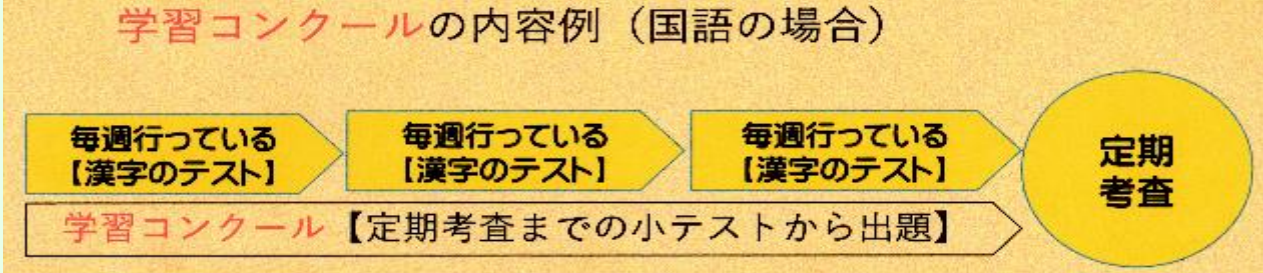 学習コンクールの内容例（国語の場合）
毎週行っている
【漢字のテスト】
毎週行っている
【漢字のテスト】
毎週行っている
【漢字のテスト】
定期
考査
学習コンクール【定期考査までの小テストから出題】